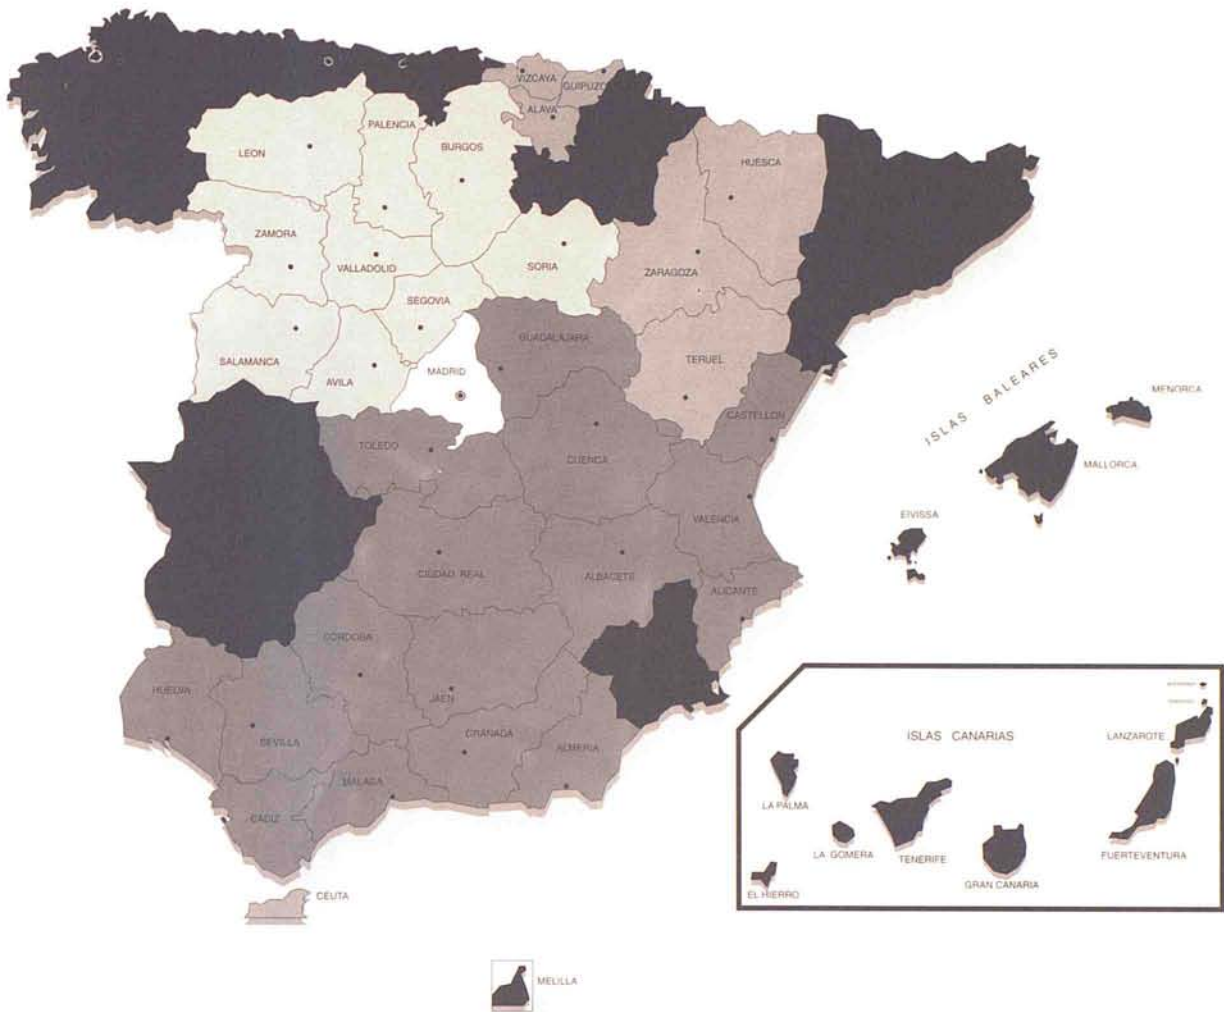 VIZCAYA
GUIPUZC
ALAVA
PALENCIA
LEON
BURGOS
HUESCA
ZAMORA
VALLADOLID
SORIA
ZARAGOZA
SEGOVIA
GUADALAJARA
SALAMANCA
AVILA
MADRID
TERUEL
ISLAS BALEARES
MENORCA
CASTELLON
TOLEDO
CUENCA
MALLORCA
VALENCIA
EIVISSA
CIUDAD REAL
ALBACETE
ALICANTE
CORDOBA
HUELVA
JAEN
SEVILLA
GRANADA
ALMERIA
MALAGA
CADIZ
CEUTA
MELILLA
ISLAS CANARIAS
LANZAROTE
LA PALMA
LA GOMERA
TENERIFE
FUERTEVENTURA
EL HIERRO
GRAN CANARIA